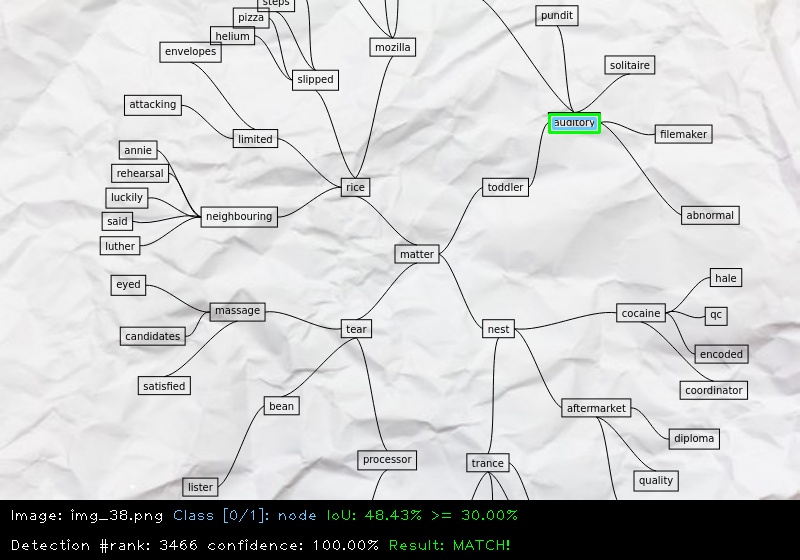 steps
pizza
pundit
helium
mozilla
envelopes
solitaire
slipped
attacking
auditory
filemaker
limited
annie
rehearsal
toddler
rice
luckily
abnormal
said
neighbouring
luther
matter
hale
eyed
massage
cocaine
qc
candidates
tear
nest
encoded
satisfied
coordinator
bean
aftermarket
diploma
processor
trance
quality
lister
Image: img_38.png Class [0/1]: node IoU: 48.43% >= 30.00%
Detection #rank: 3466 confidence: 100.00% Result: MATCH!